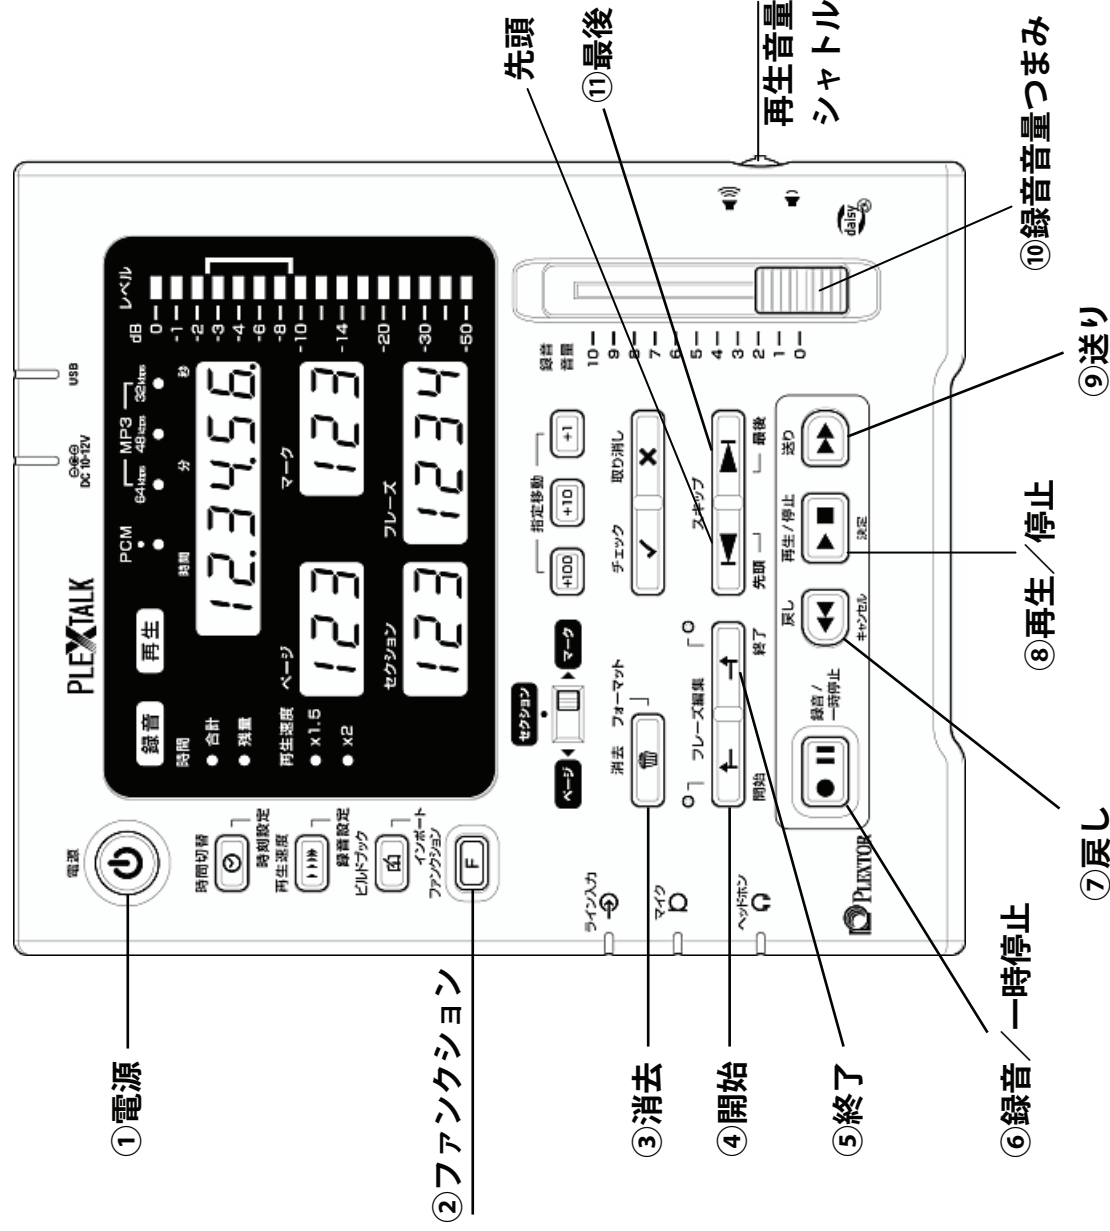 PLEXTALK
DC 10-12V
USB
電源
録音
再生
PCM
MP3
64kbps
48kbps
32kbps
時間
合計
残量
再生速度
x1.5
x2
時間
分
秒
12.34.56.
ページ
123
マーク
123
セクション
123
フレーズ
1234
dB
レベル
0
-1
-2
-3
-4
-6
-8
-10
-14
-20
-30
-50
時間切替
時刻設定
再生速度
録音設定
ビルドブック
インポート
ファンクション
F
ページ
セクション
マーク
指定移動
+100
+10
+1
消去
フォーマット
チェック
取り消し
フレーズ編集
開始
終了
スキップ
先頭
最後
録音
音量
10
9
8
7
6
5
4
3
2
1
0
ライン入力
マイク
ヘッドホン
PLEXTOR
録音/
一時停止
戻し
キャンセル
再生/停止
決定
送り
daisy
①電源
②ファンクション
③消去
④開始
⑤終了
⑥録音/一時停止
⑦戻し
⑧再生/停止
⑨送り
⑩録音音量つまみ
再生音量
シャトル
⑪最後
先頭